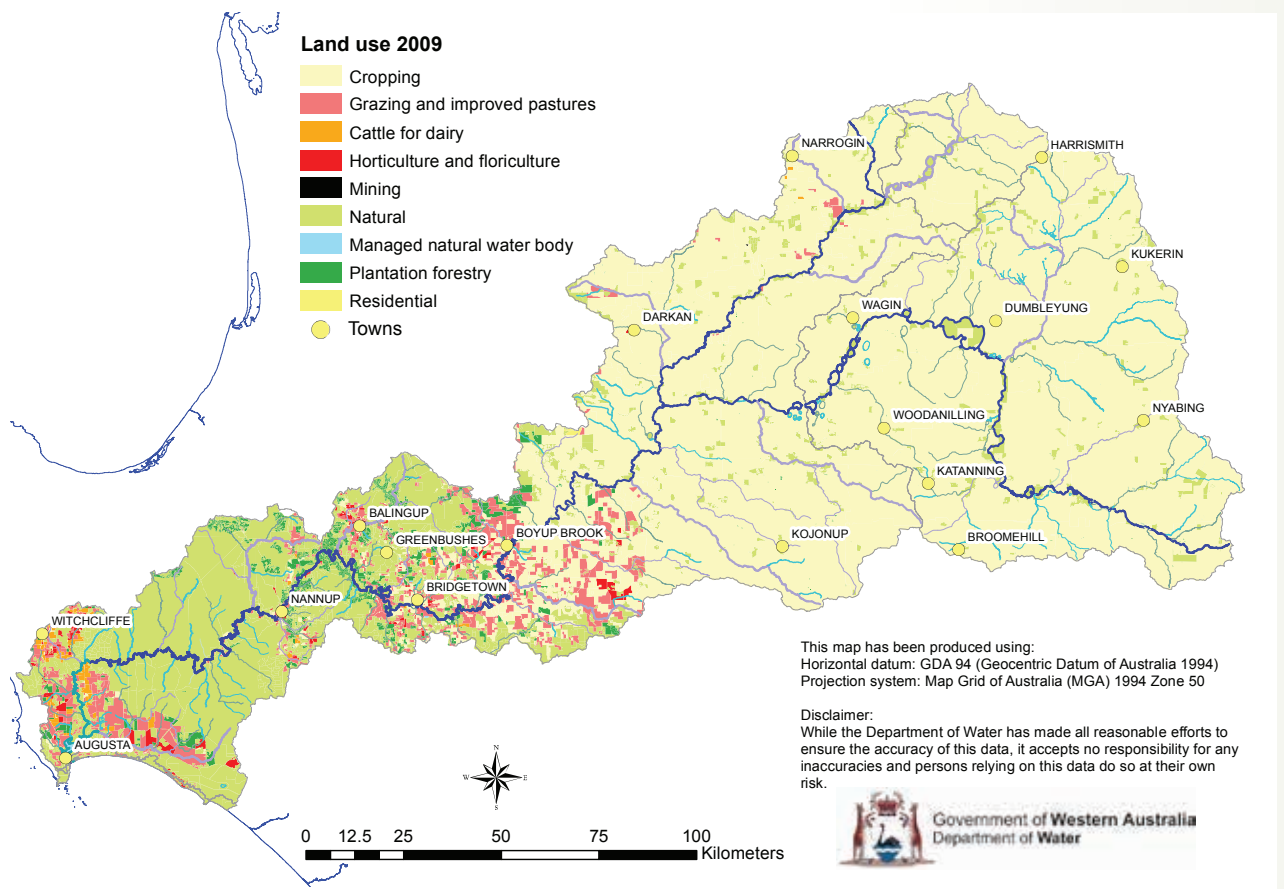 Land use 2009
Cropping
Grazing and improved pastures
Cattle for dairy
Horticulture and floriculture
Mining
Natural
Managed natural water body
Plantation forestry
Residential
Towns
NARROGIN
HARRISMITH
KUKERIN
DARKAN
WAGIN
DUMBLEYUNG
WOODANILLING
NYABING
KATANNING
BALINGUP
GREENBUSHES
BOYUP BROOK
KOJONUP
BROOMEHILL
BRIDGETOWN
NANNUP
WITCHCLIFFE
AUGUSTA
N
W
E
S
0 12.5 25 50 75 100
Kilometers
This map has been produced using:
Horizontal datum: GDA 94 (Geocentric Datum of Australia 1994)
Projection system: Map Grid of Australia (MGA) 1994 Zone 50
Disclaimer:
While the Department of Water has made all reasonable efforts to
ensure the accuracy of this data, it accepts no responsibility for any
inaccuracies and persons relying on this data do so at their own
risk.
Government of Western Australia
Department of Water